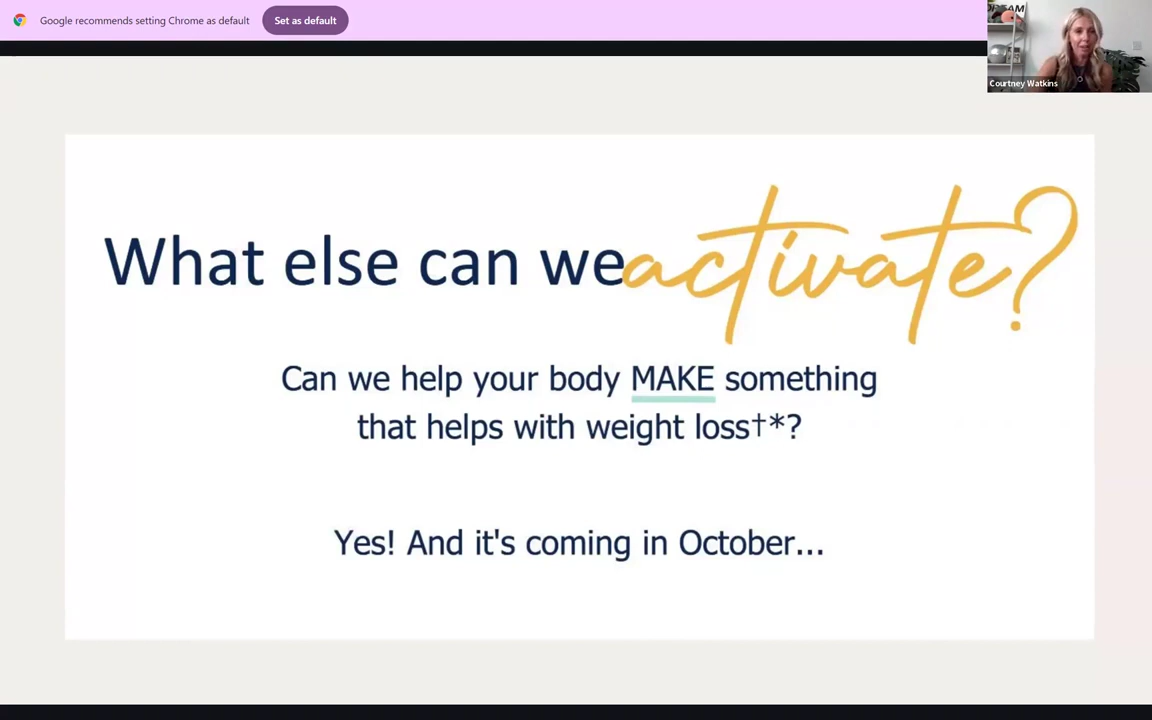 Google recommends setting Chrome as default
Set as default
DREAM
Courtney Watkins
What else can we activate?
Can we help your body MAKE something
that helps with weight loss†*?
Yes! And it's coming in October...